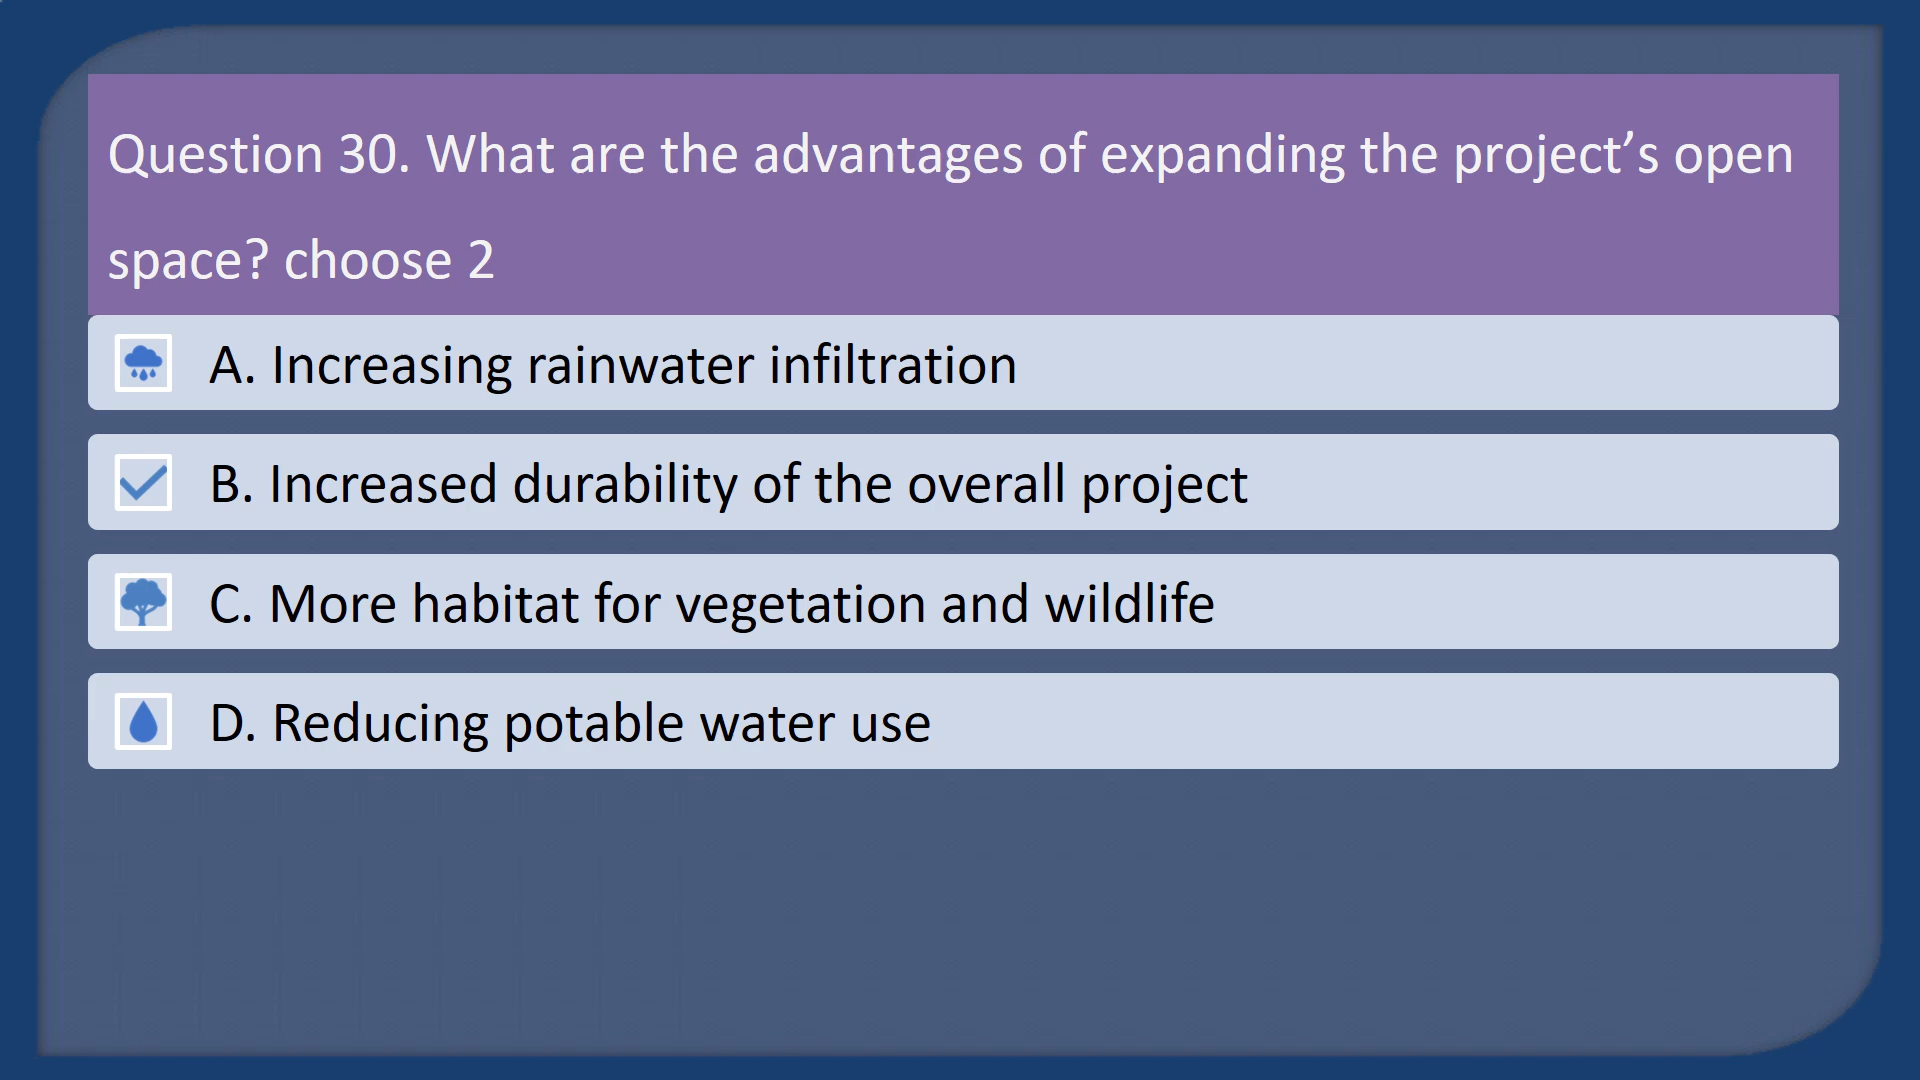 Question 30. What are the advantages of expanding the project’s open
space? choose 2
A. Increasing rainwater infiltration
B. Increased durability of the overall project
C. More habitat for vegetation and wildlife
D. Reducing potable water use